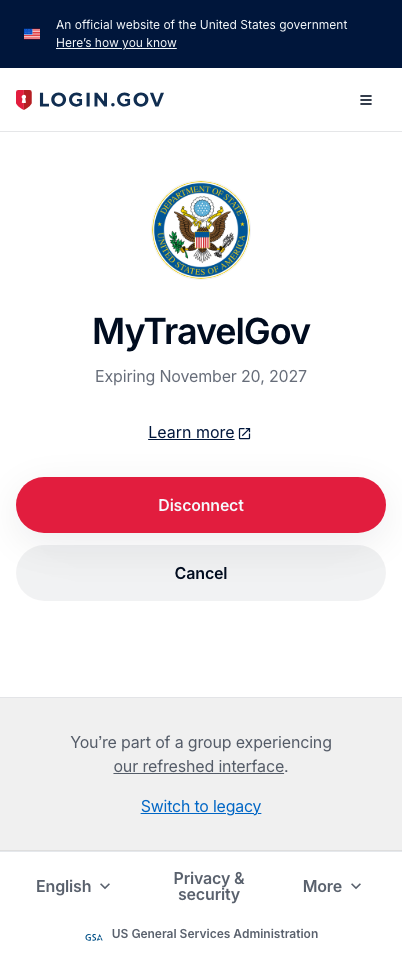 An official website of the United States government
Here's how you know
LOGIN.GOV
DEPARTMENT OF STATE
UNITED STATES OF AMERICA
MyTravelGov
Expiring November 20, 2027
Learn more
Disconnect
Cancel
You're part of a group experiencing
our refreshed interface.
Switch to legacy
English
Privacy &
security
More
GSA
US General Services Administration